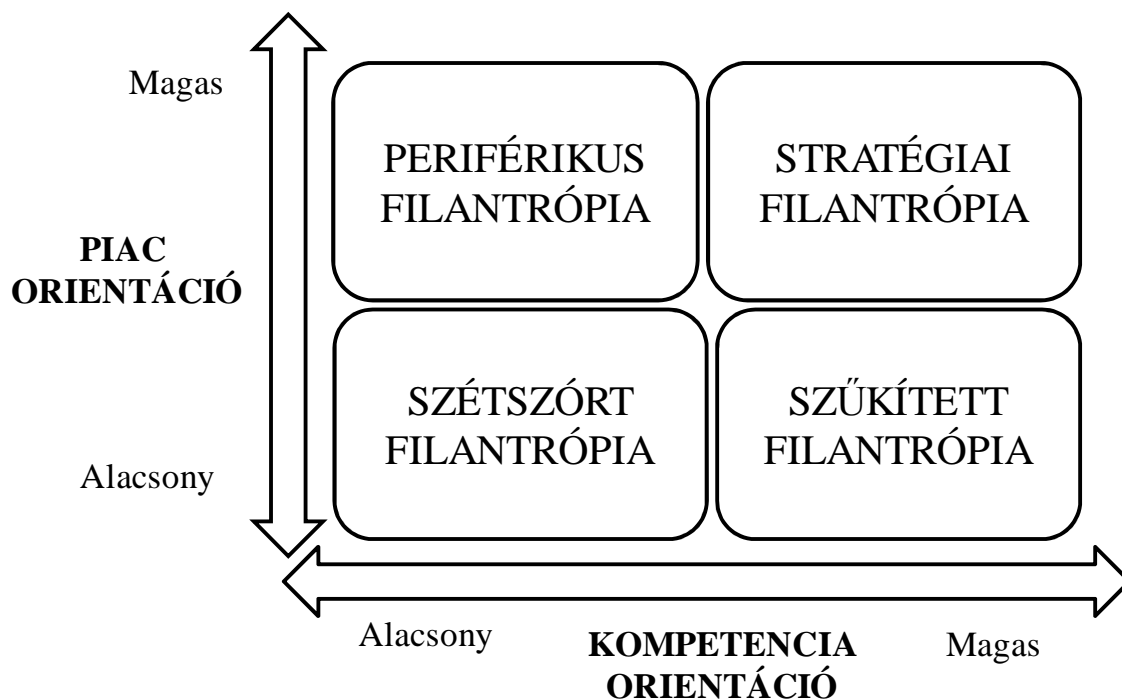 Magas
PERIFÉRIKUS
FILANTRÓPIA
STRATÉGIAI
FILANTRÓPIA
PIAC
ORIENTÁCIÓ
SZÉTSZÓRT
FILANTRÓPIA
SZŰKÍTETT
FILANTRÓPIA
Alacsony
Alacsony
KOMPETENCIA
ORIENTÁCIÓ
Magas